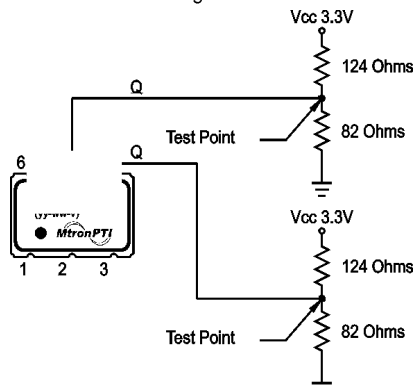 Vcc 3.3V
124 Ohms
Q
Test Point
82 Ohms
Q
6
MtronPTI
1 2 3
Vcc 3.3V
124 Ohms
Test Point
82 Ohms